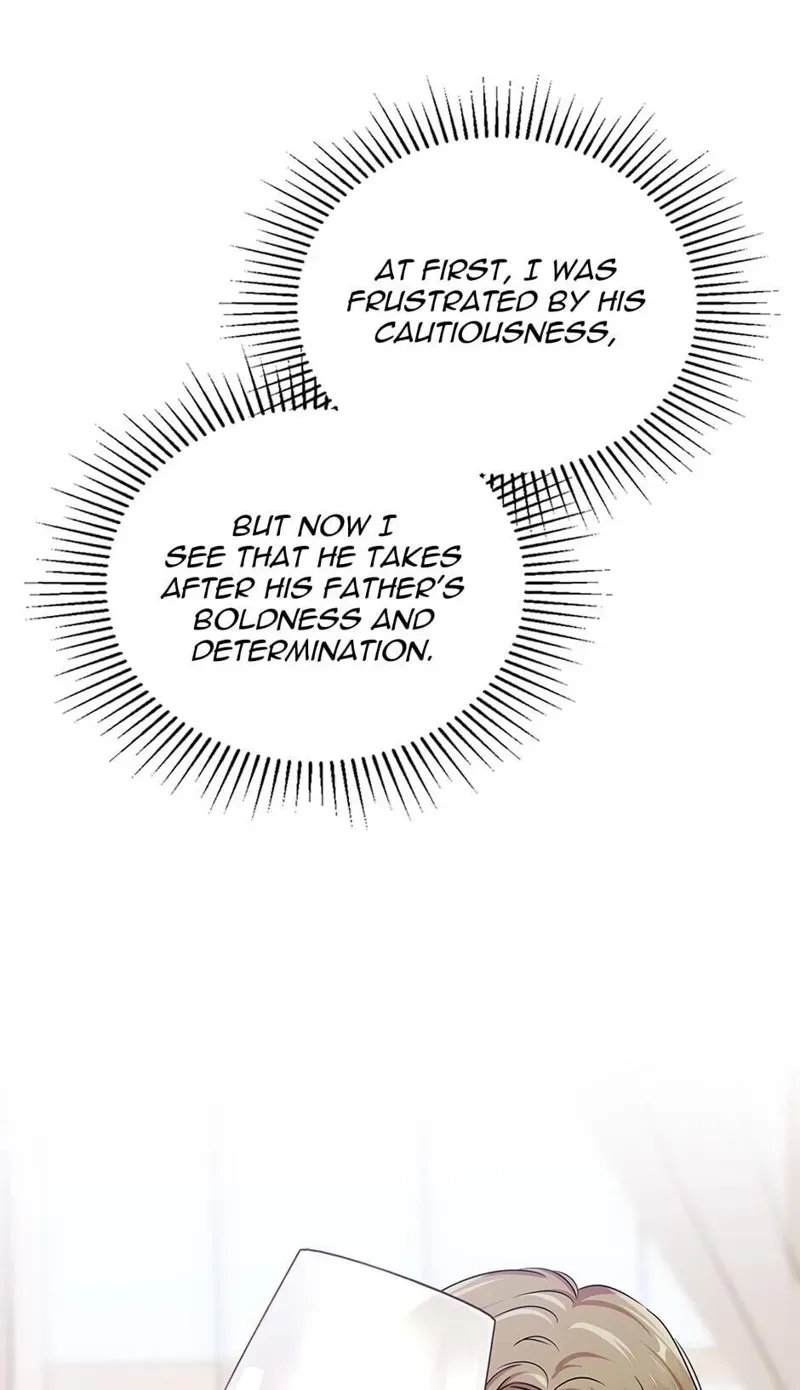 AT FIRST, I WAS
FRUSTRATED BY HIS
CAUTIOUSNESS,
BUT NOW I
SEE THAT HE TAKES
AFTER HIS FATHER'S
BOLDNESS AND
DETERMINATION.